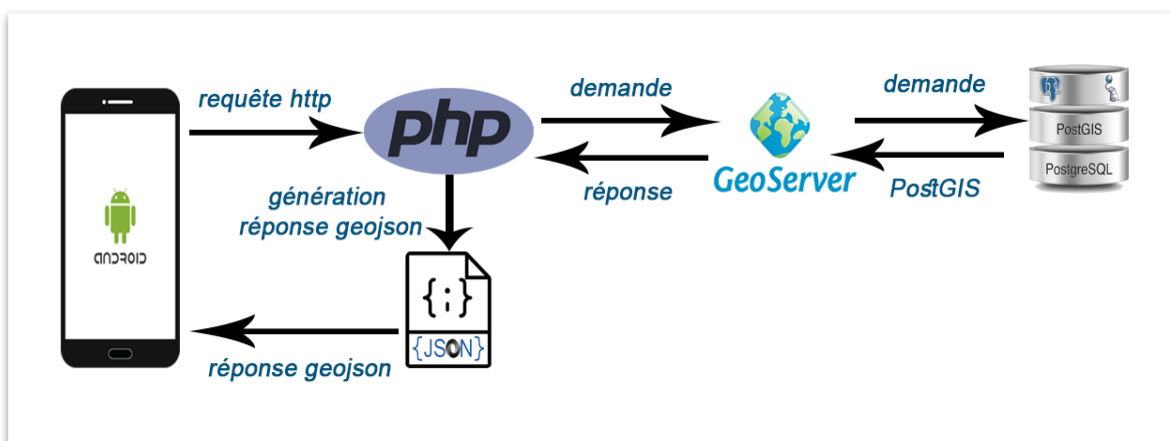 requête http
php
demande
demande
PostGIS
PostgreSQL
GeoServer
réponse
PostGIS
génération
réponse geojson
ANDROID
{;}
{JSON}
réponse geojson